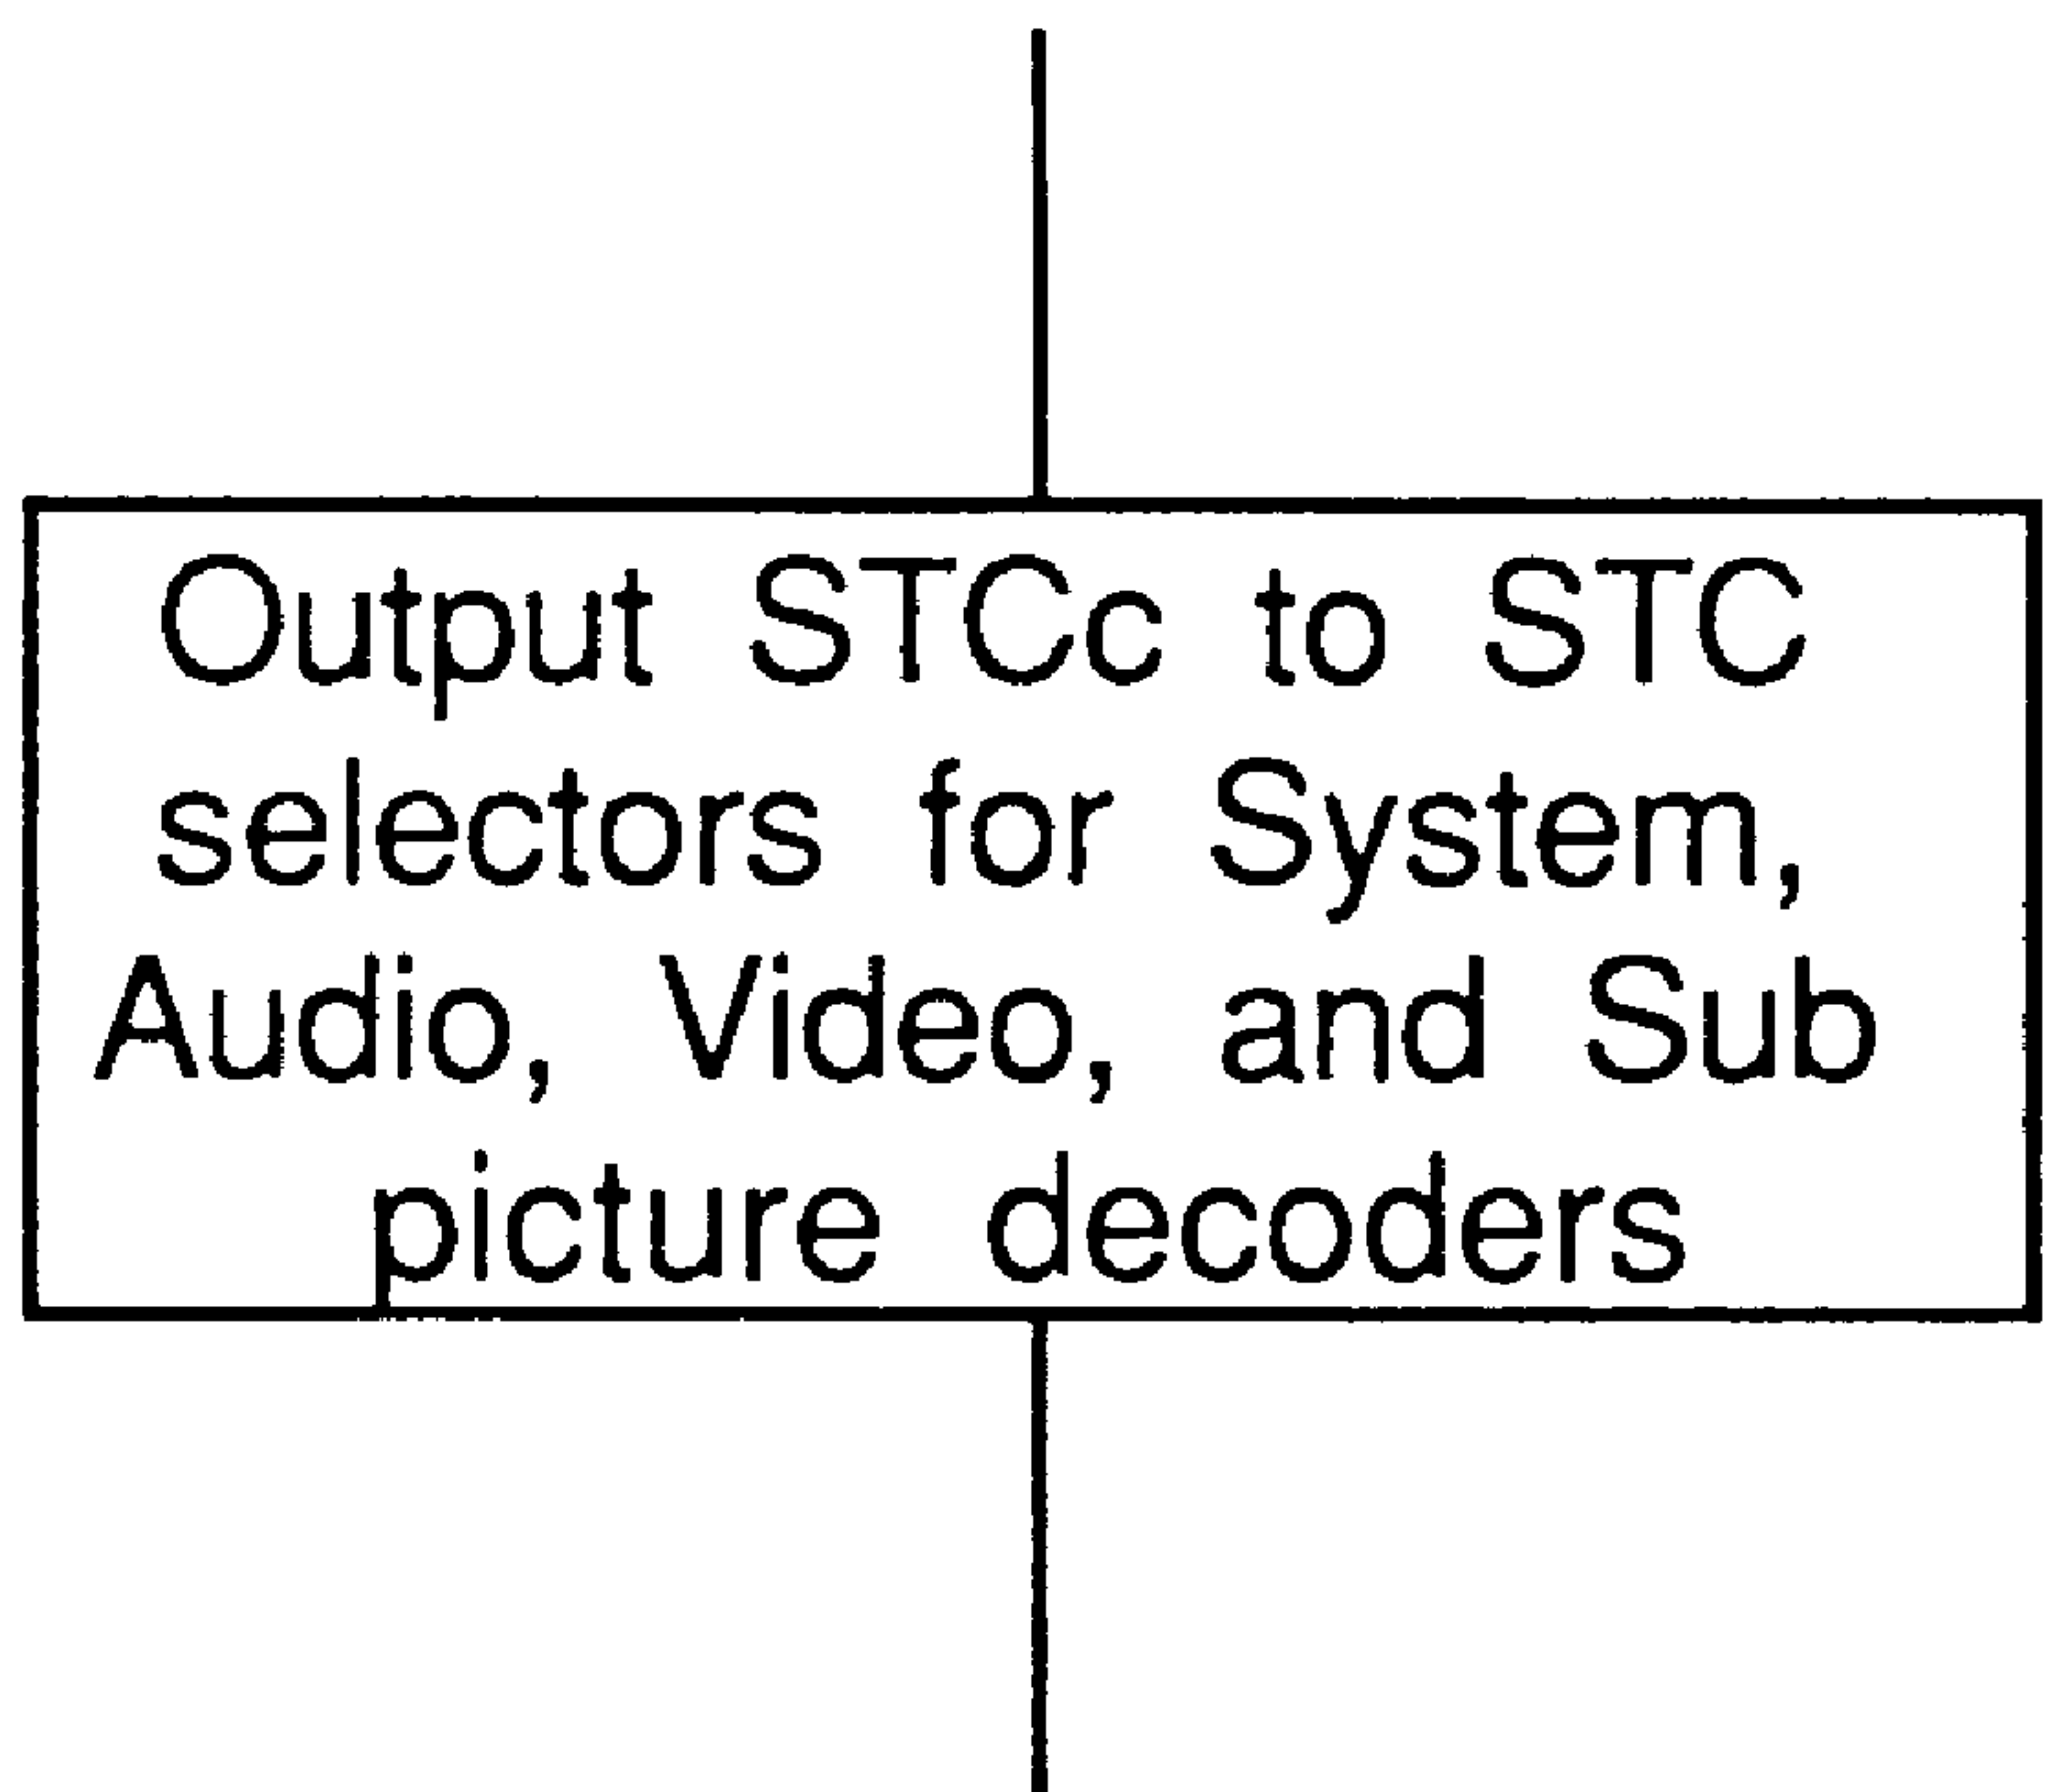 Output STCc to STC
selectors for System,
Audio, Video, and Sub
picture decoders